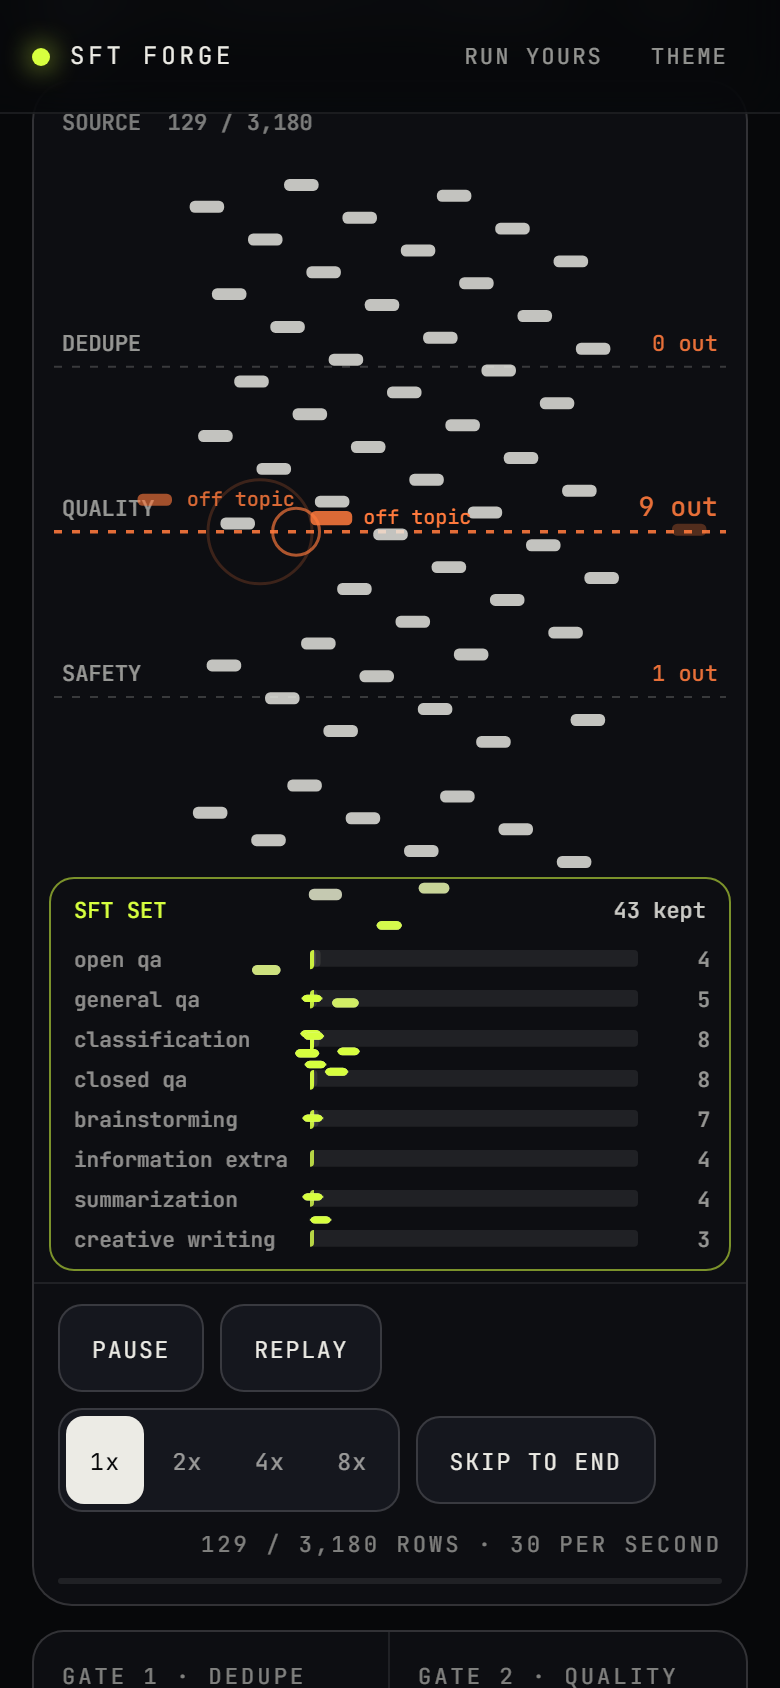 SFT FORGE RUN YOURS THEME
SOURCE 129 / 3,180
DEDUPE 0 out
off topic
QUALITY 9 out
off topic
SAFETY 1 out
SFT SET 43 kept
open qa 4
general qa 5
classification 8
closed qa 8
brainstorming 7
information extra 4
summarization 4
creative writing 3
PAUSE REPLAY
1x 2x 4x 8x SKIP TO END
129 / 3,180 ROWS · 30 PER SECOND
GATE 1 · DEDUPE GATE 2 · QUALITY